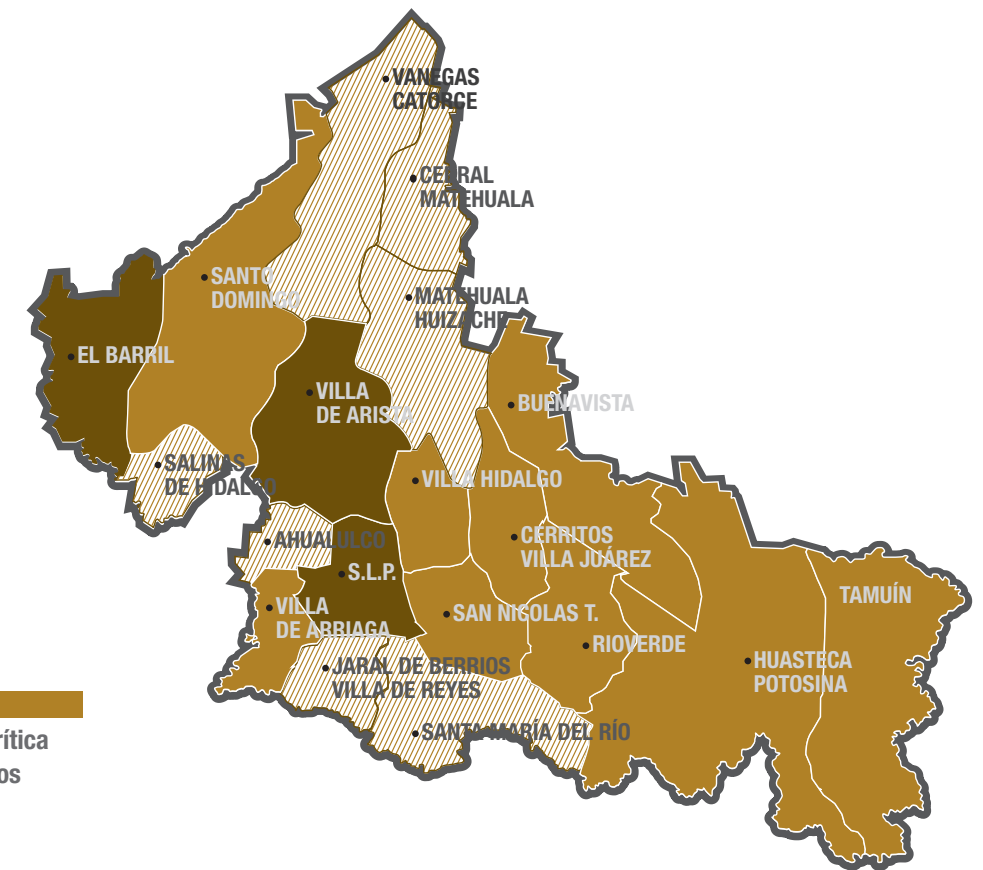 VANEGAS
CATORCE
CEDRAL
MATEHUALA
SANTO
DOMINGO
MATEHUALA
HUIZACHE
EL BARRIL
VILLA
DE ARISTA
BUENAVISTA
SALINAS
DE HIDALGO
VILLA HIDALGO
AHUALULCO
CERRITOS
VILLA JUÁREZ
S.L.P.
TAMUÍN
VILLA
DE ARRIAGA
SAN NICOLAS T.
RIOVERDE
JARAL DE BERRIOS
VILLA DE REYES
HUASTECA
POTOSINA
SANTA MARÍA DEL RÍO
rítica
os